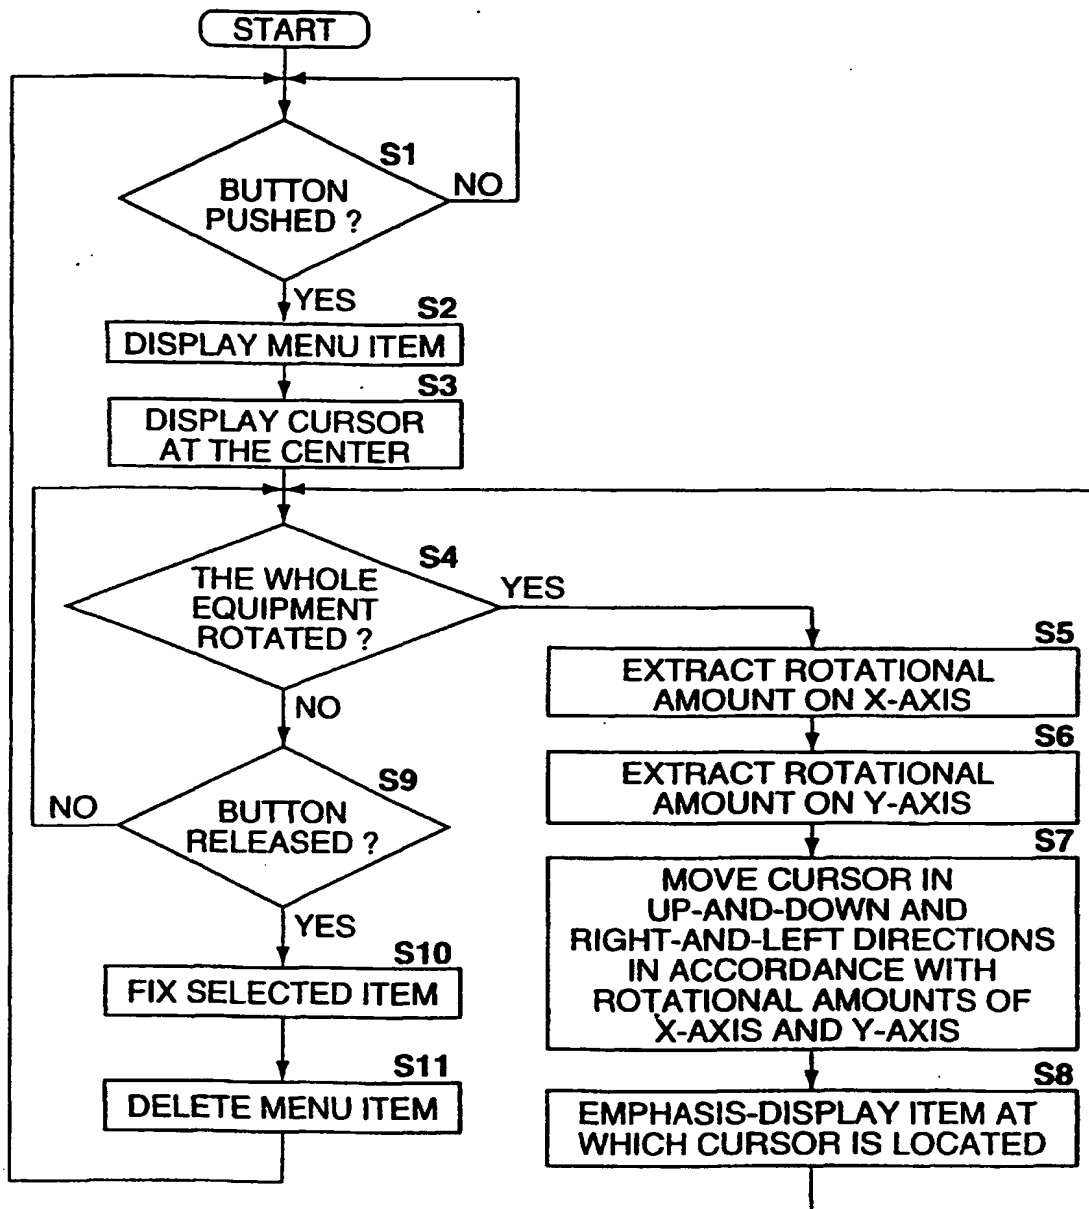 START
S1
BUTTON
PUSHED ?
NO
YES
S2
DISPLAY MENU ITEM
S3
DISPLAY CURSOR
AT THE CENTER
S4
THE WHOLE
EQUIPMENT
ROTATED ?
YES
NO
S5
EXTRACT ROTATIONAL
AMOUNT ON X-AXIS
S6
EXTRACT ROTATIONAL
AMOUNT ON Y-AXIS
S7
MOVE CURSOR IN
UP-AND-DOWN AND
RIGHT-AND-LEFT DIRECTIONS
IN ACCORDANCE WITH
ROTATIONAL AMOUNTS OF
X-AXIS AND Y-AXIS
S8
EMPHASIS-DISPLAY ITEM AT
WHICH CURSOR IS LOCATED
S9
BUTTON
RELEASED ?
NO
YES
S10
FIX SELECTED ITEM
S11
DELETE MENU ITEM